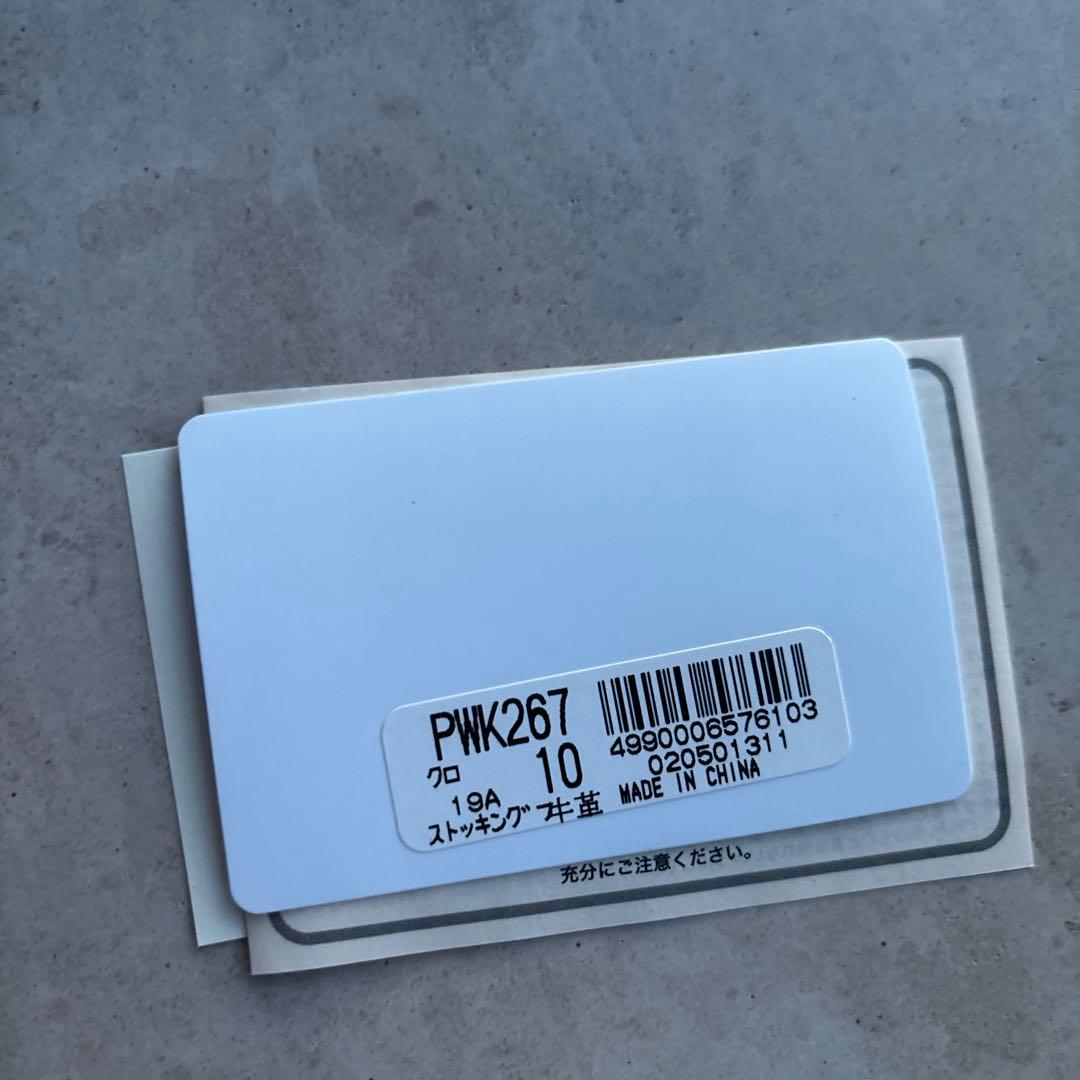 PWK267
4990006576103
クロ 10 020501311
19A MADE IN CHINA
ストッキング 牛革
充分にご注意ください。